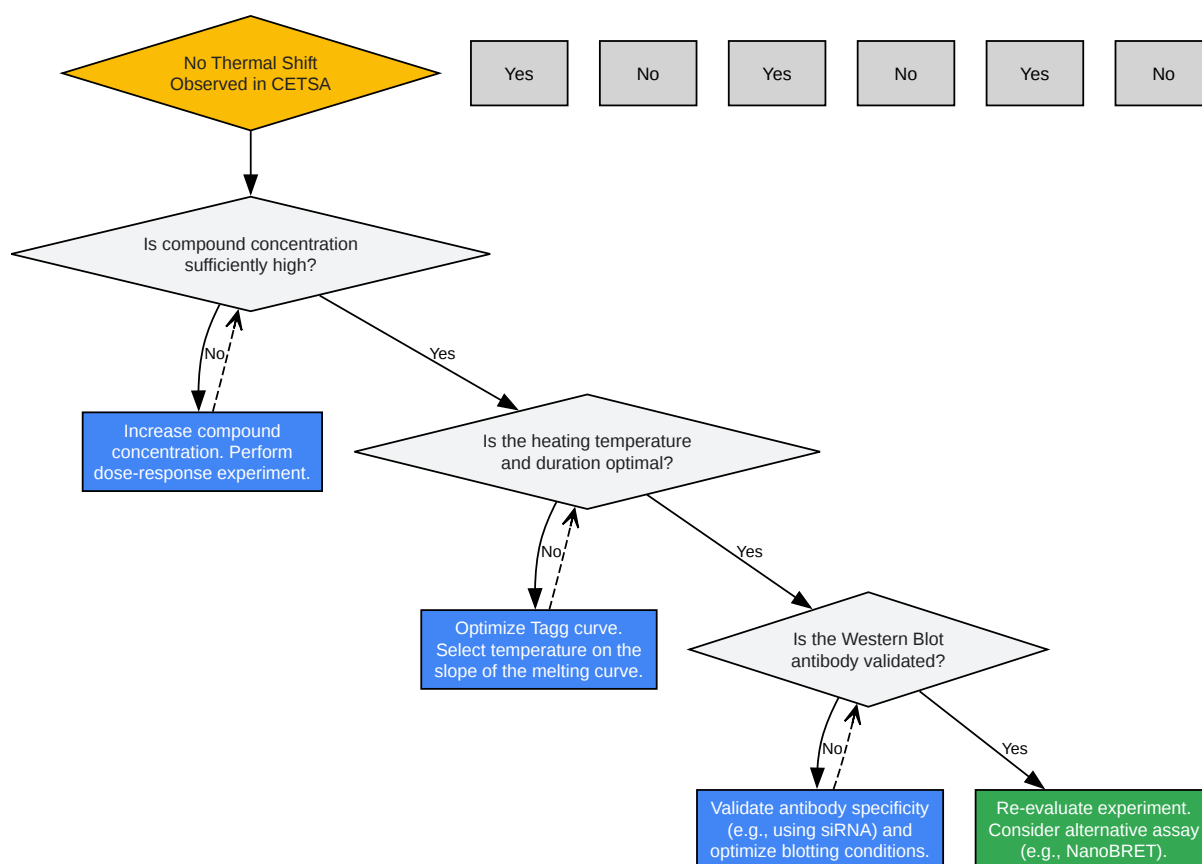 No Thermal Shift
Observed in CETSA
Yes
No
Yes
No
Yes
No
Is compound concentration
sufficiently high?
No
Yes
Increase compound
concentration. Perform
dose-response experiment.
Is the heating temperature
and duration optimal?
No
Yes
Optimize Tagg curve.
Select temperature on the
slope of the melting curve.
Is the Western Blot
antibody validated?
No
Yes
Validate antibody specificity
(e.g., using siRNA) and
optimize blotting conditions.
Re-evaluate experiment.
Consider alternative assay
(e.g., NanoBRET).